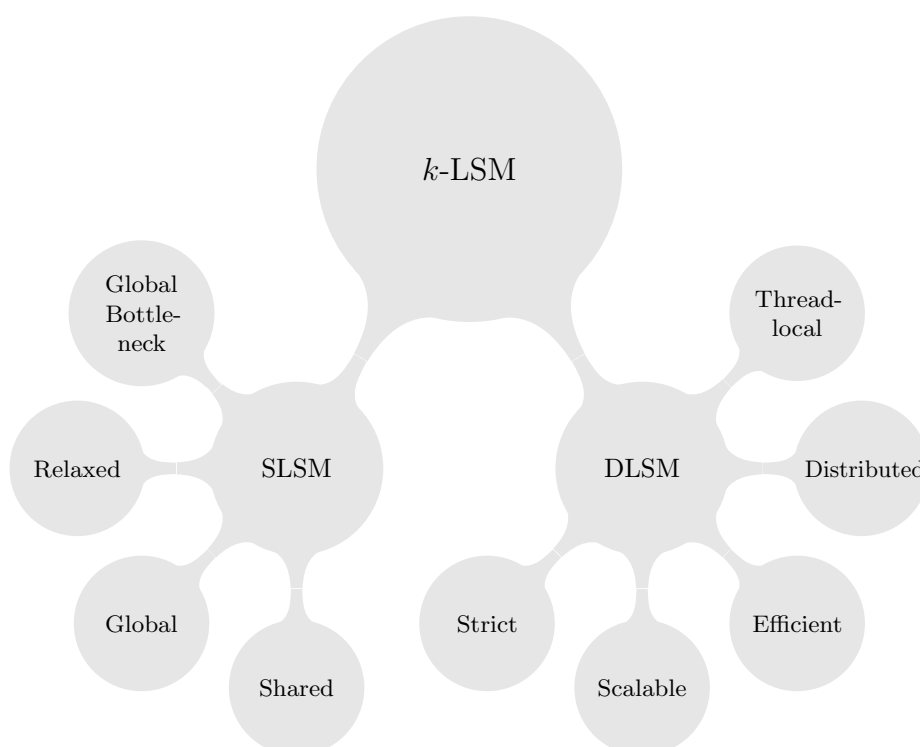 k-LSM
Global
Bottle-
neck
Thread-
local
Relaxed
SLSM
DLSM
Distributed
Global
Strict
Efficient
Shared
Scalable